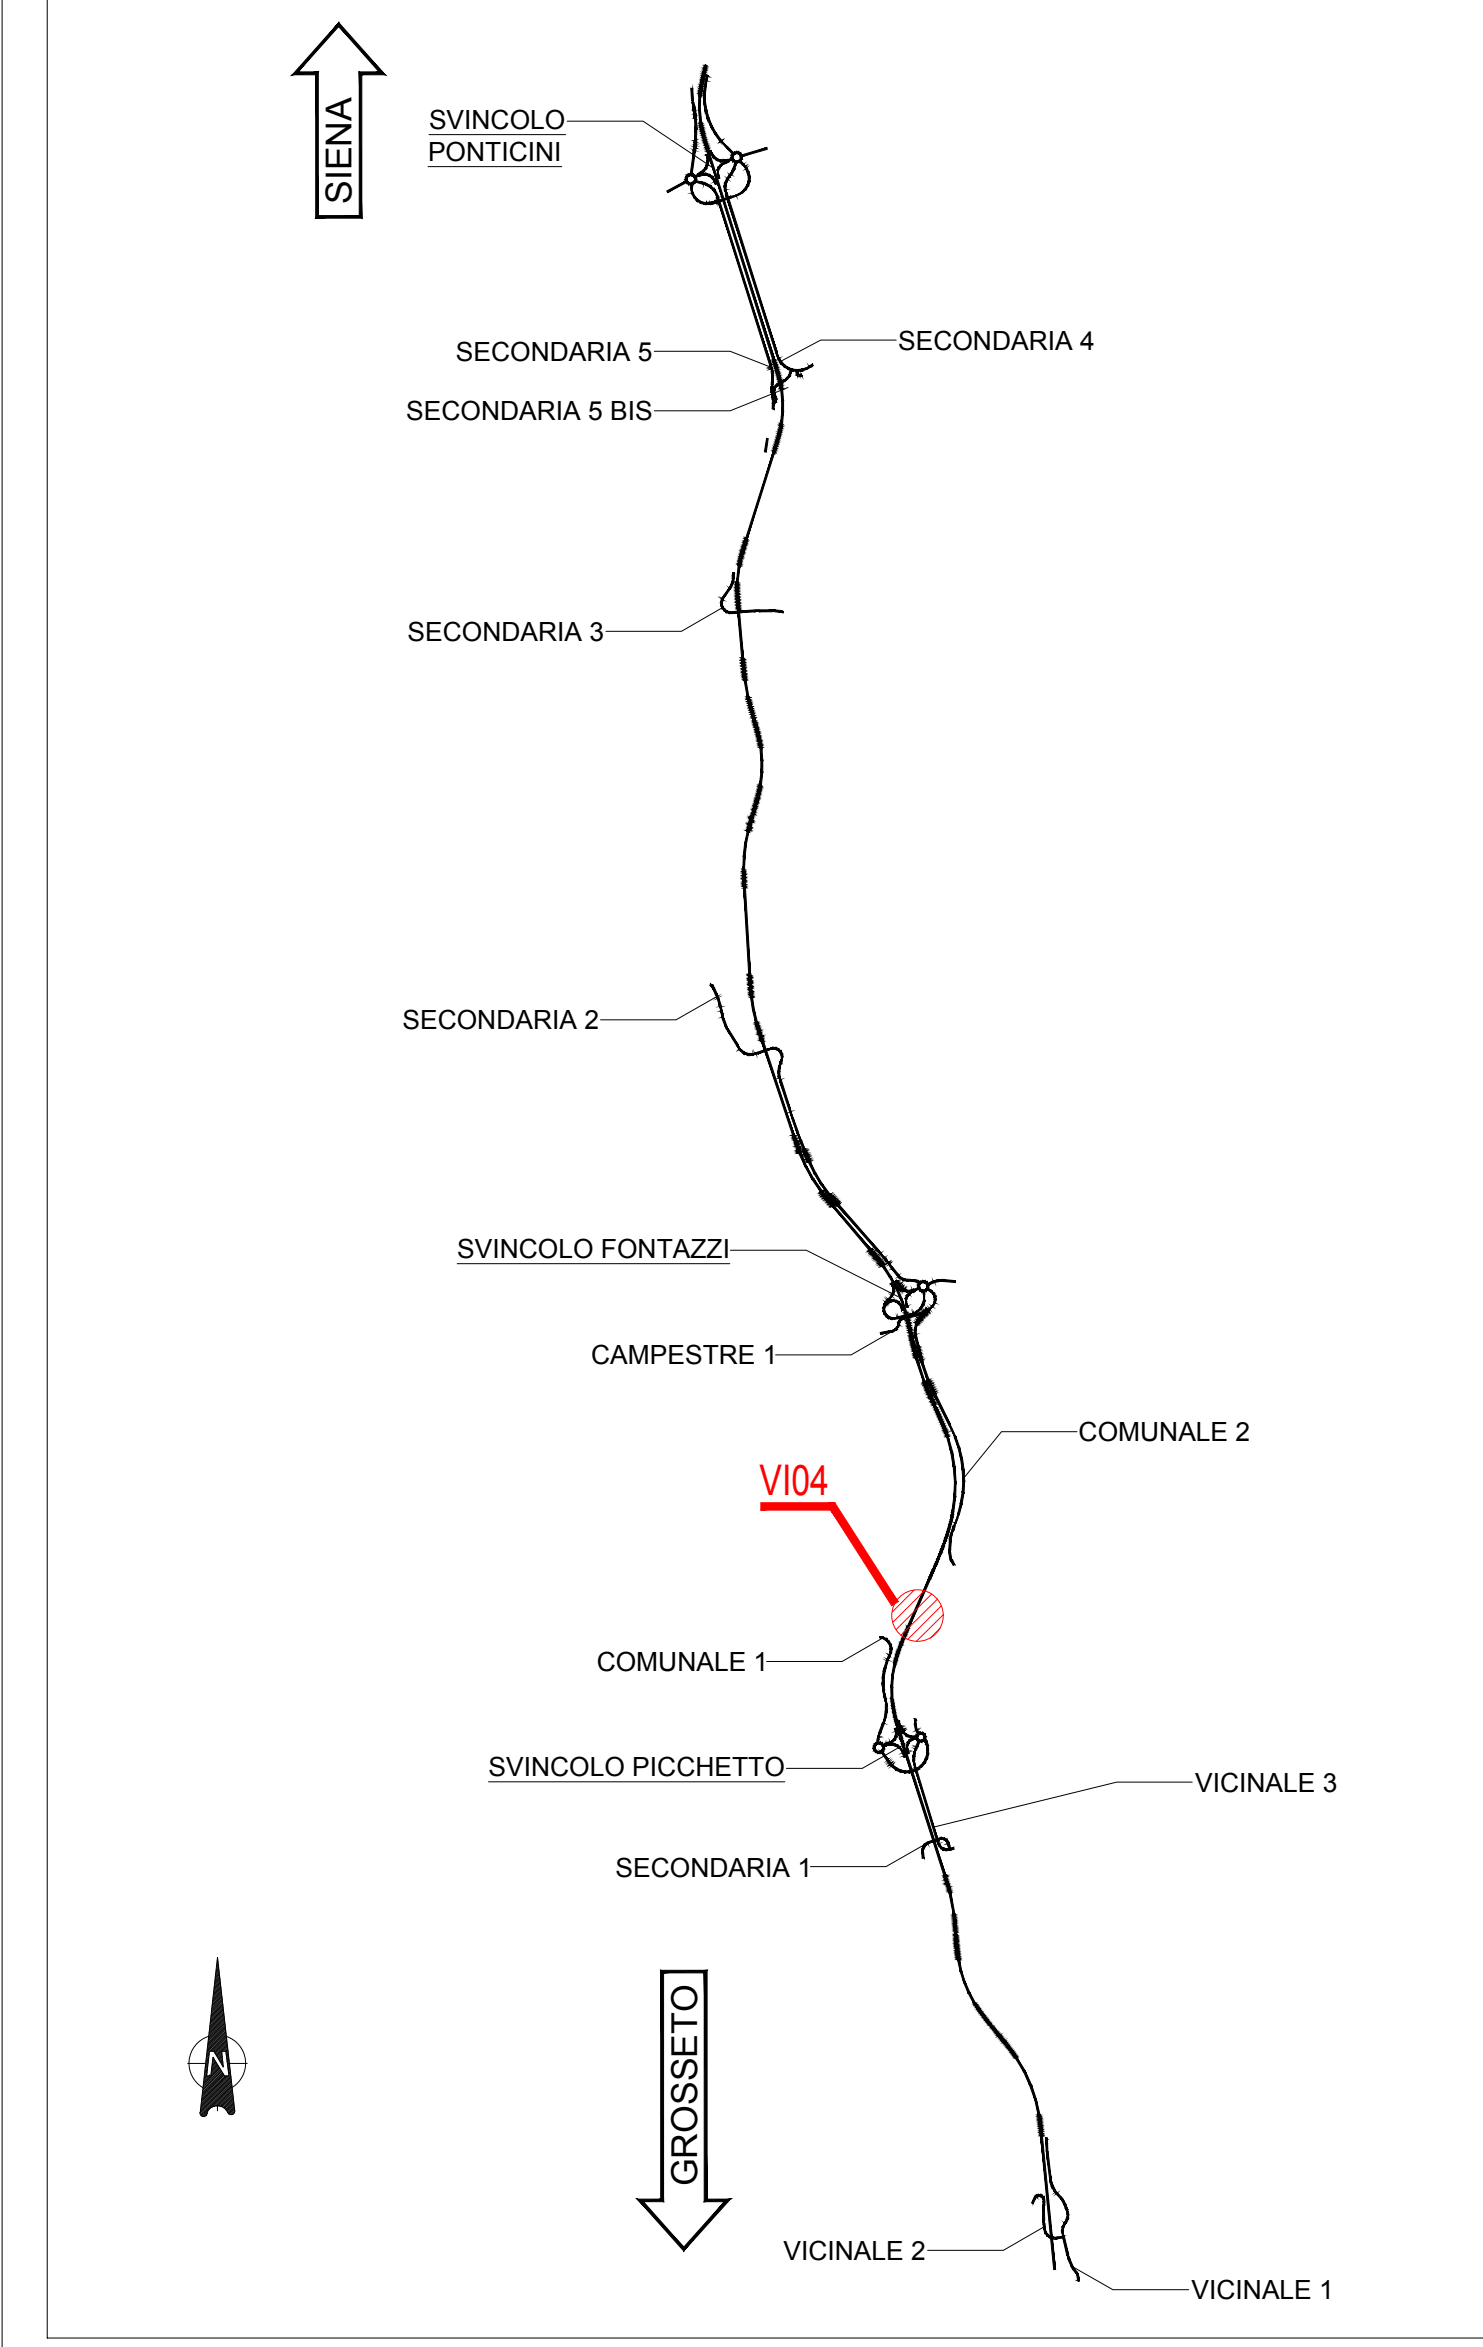 SIENA
SVINCOLO
PONTICINI
SECONDARIA 4
SECONDARIA 5
SECONDARIA 5 BIS
SECONDARIA 3
SECONDARIA 2
SVINCOLO FONTAZZI
CAMPESTRE 1
COMUNALE 2
VI04
COMUNALE 1
SVINCOLO PICCHETTO
VICINALE 3
SECONDARIA 1
GROSSETO
N
VICINALE 2
VICINALE 1